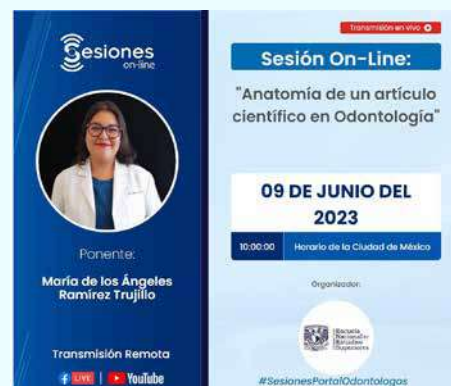 Sesiones
on-line
Ponente:
María de los Ángeles
Ramírez Trujillo
Transmisión Remota
LIVE
YouTube
Transmisión en vivo
Sesión On-Line:
"Anatomía de un artículo
científico en Odontología"
09 DE JUNIO DEL
2023
10:00:00 Horario de la Ciudad de México
Organizador:
Escuela
Nacional de
Estudios
Superiores
#SesionesPortalOdontologos